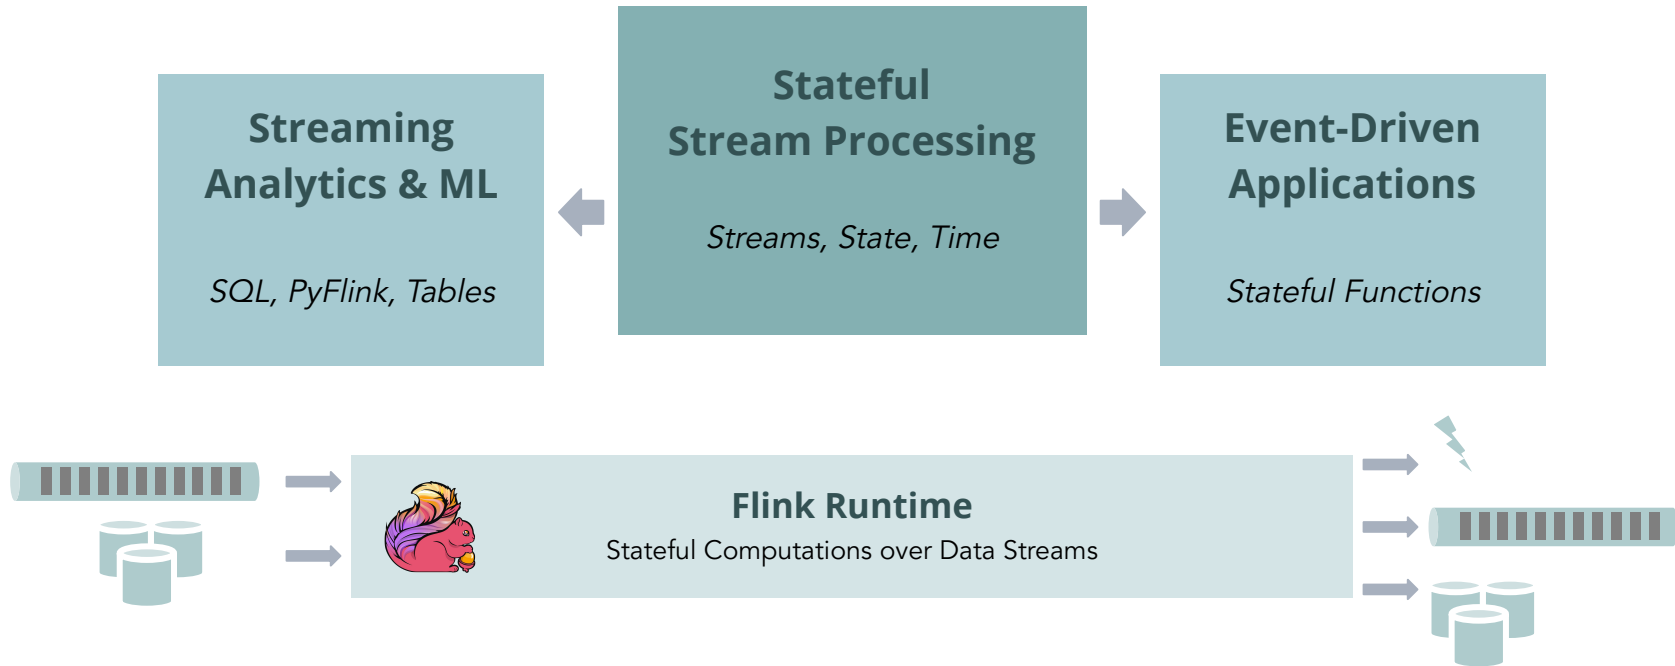 Streaming
Analytics & ML
SQL, PyFlink, Tables
Stateful
Stream Processing
Streams, State, Time
Event-Driven
Applications
Stateful Functions
Flink Runtime
Stateful Computations over Data Streams